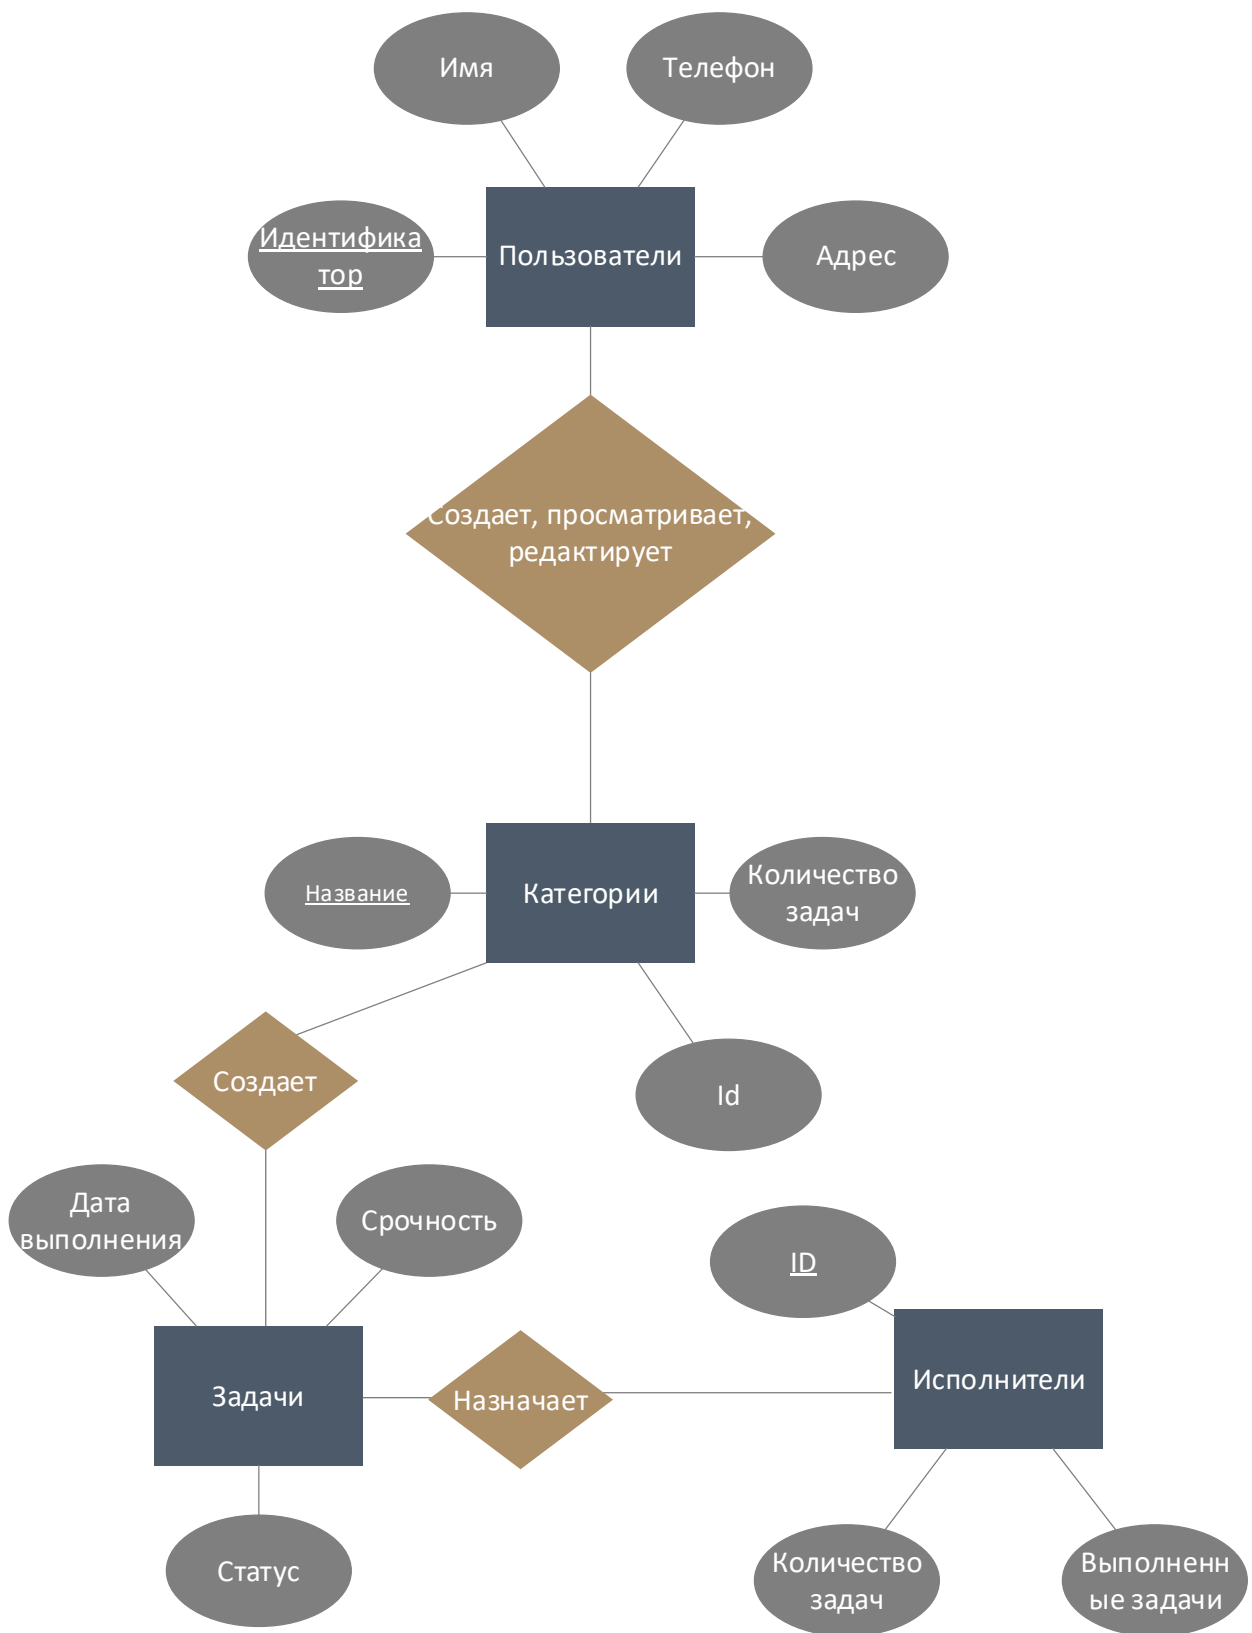 Имя
Телефон
Идентифика
тор
Пользователи
Адрес
Создает, просматривает,
редактирует
Название
Категории
Количество
задач
Создает
Id
Дата
выполнения
Срочность
ID
Задачи
Назначает
Исполнители
Статус
Количество
задач
Выполненн
ые задачи